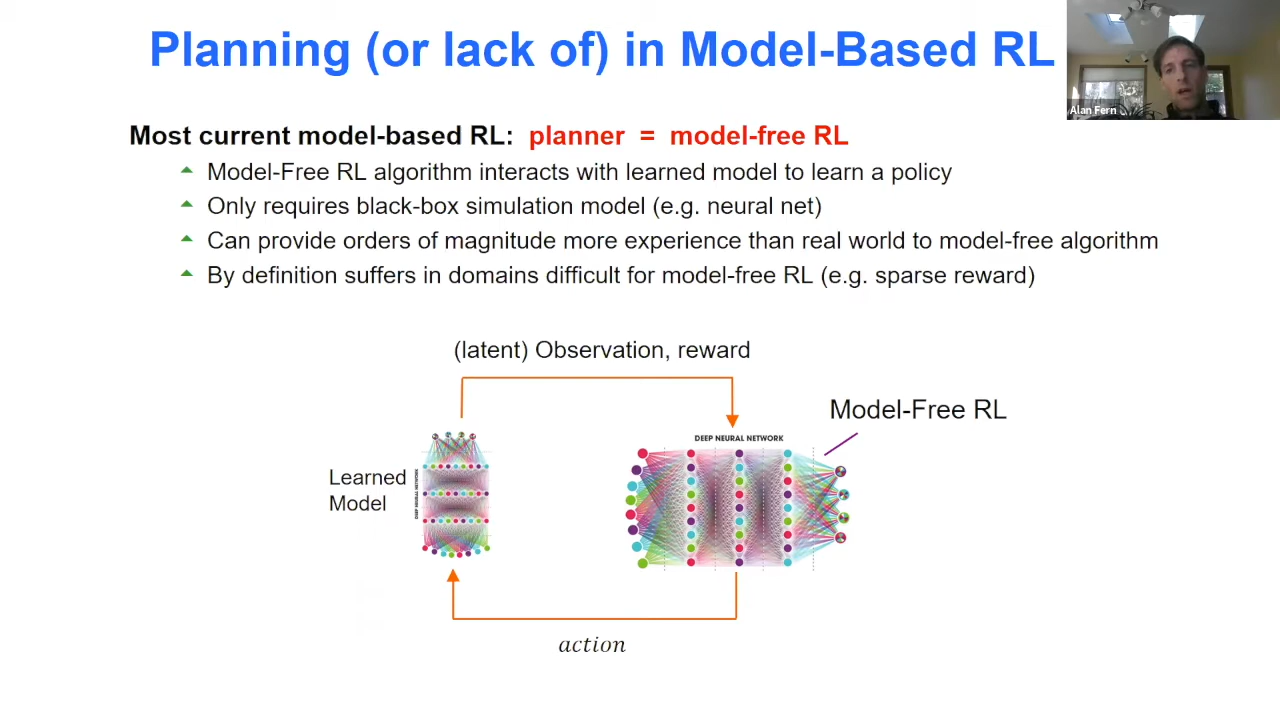 Planning (or lack of) in Model-Based RL
Alan Fern
Most current model-based RL: planner = model-free RL
Model-Free RL algorithm interacts with learned model to learn a policy
Only requires black-box simulation model (e.g. neural net)
Can provide orders of magnitude more experience than real world to model-free algorithm
By definition suffers in domains difficult for model-free RL (e.g. sparse reward)
(latent) Observation, reward
Model-Free RL
DEEP NEURAL NETWORK
Learned
Model
DEEP NEURAL NETWORK
action